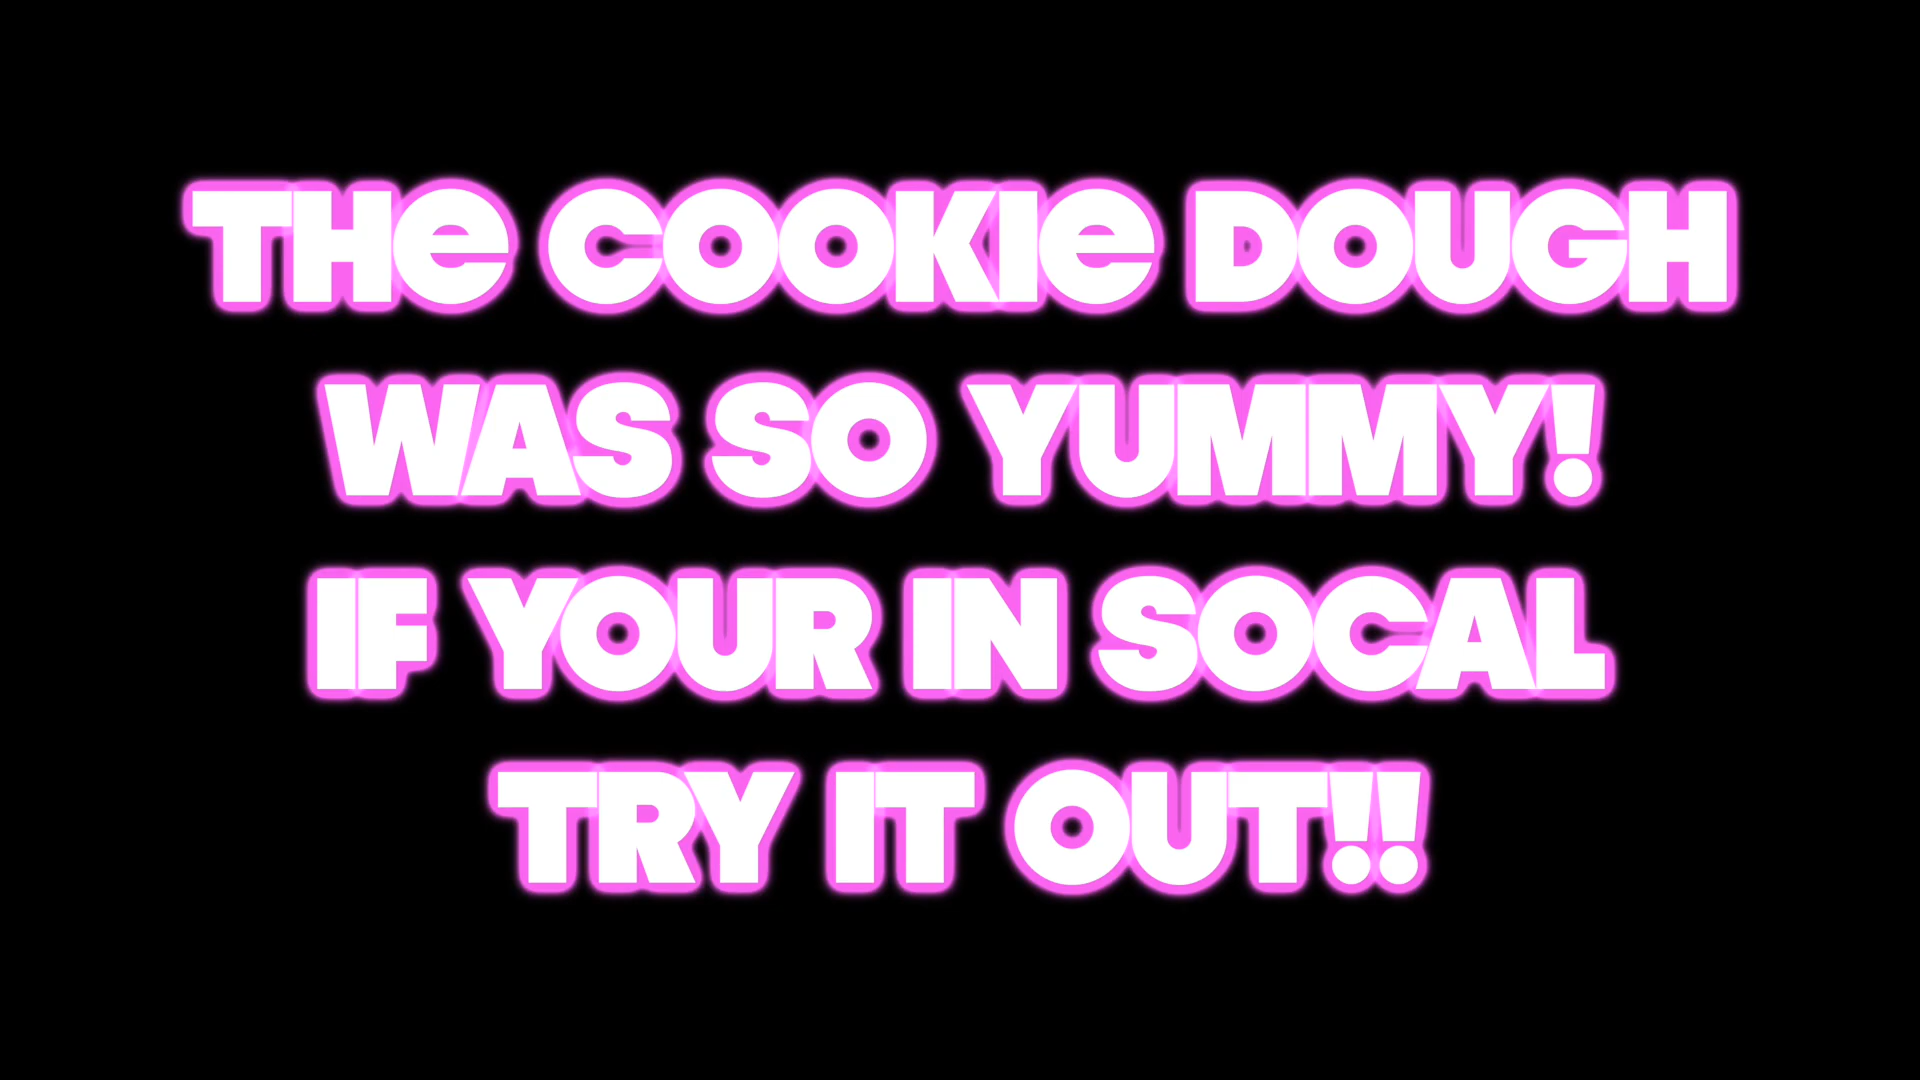 THE COOKIE DOUGH
WAS SO YUMMY!
IF YOUR IN SOCAL
TRY IT OUT!!